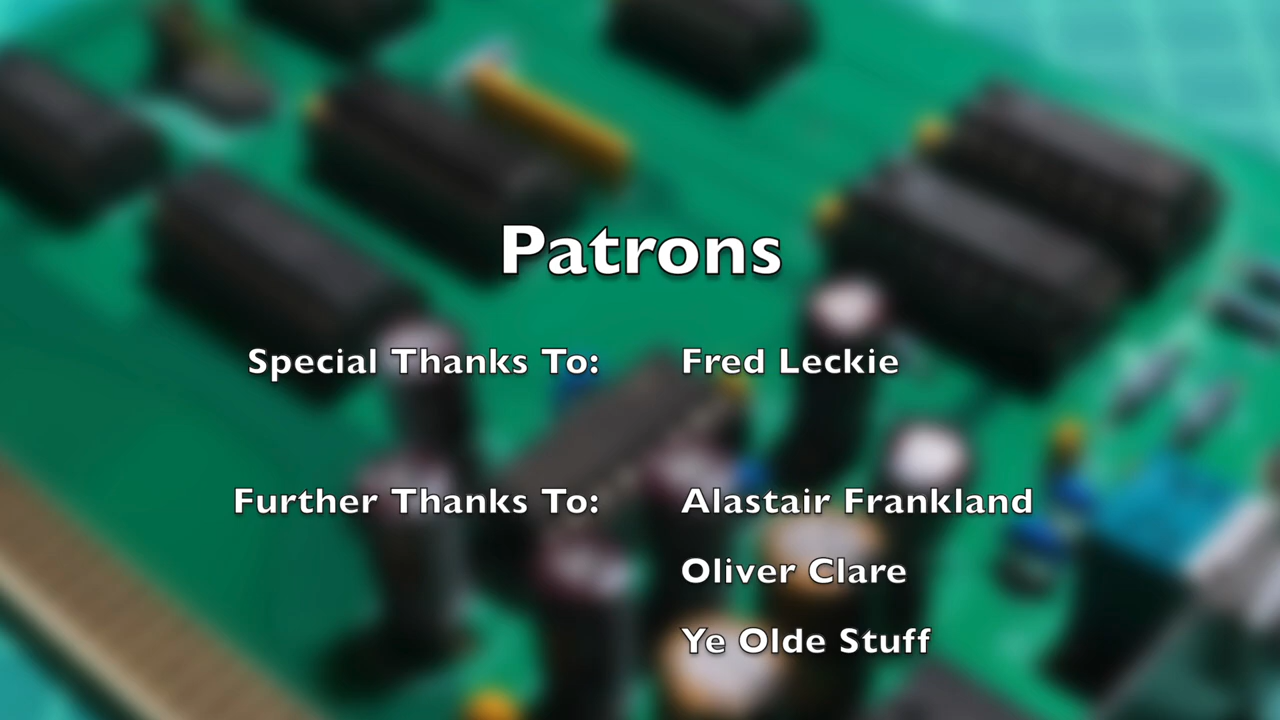 Patrons
Special Thanks To: Fred Leckie
Further Thanks To: Alastair Frankland
Oliver Clare
Ye Olde Stuff